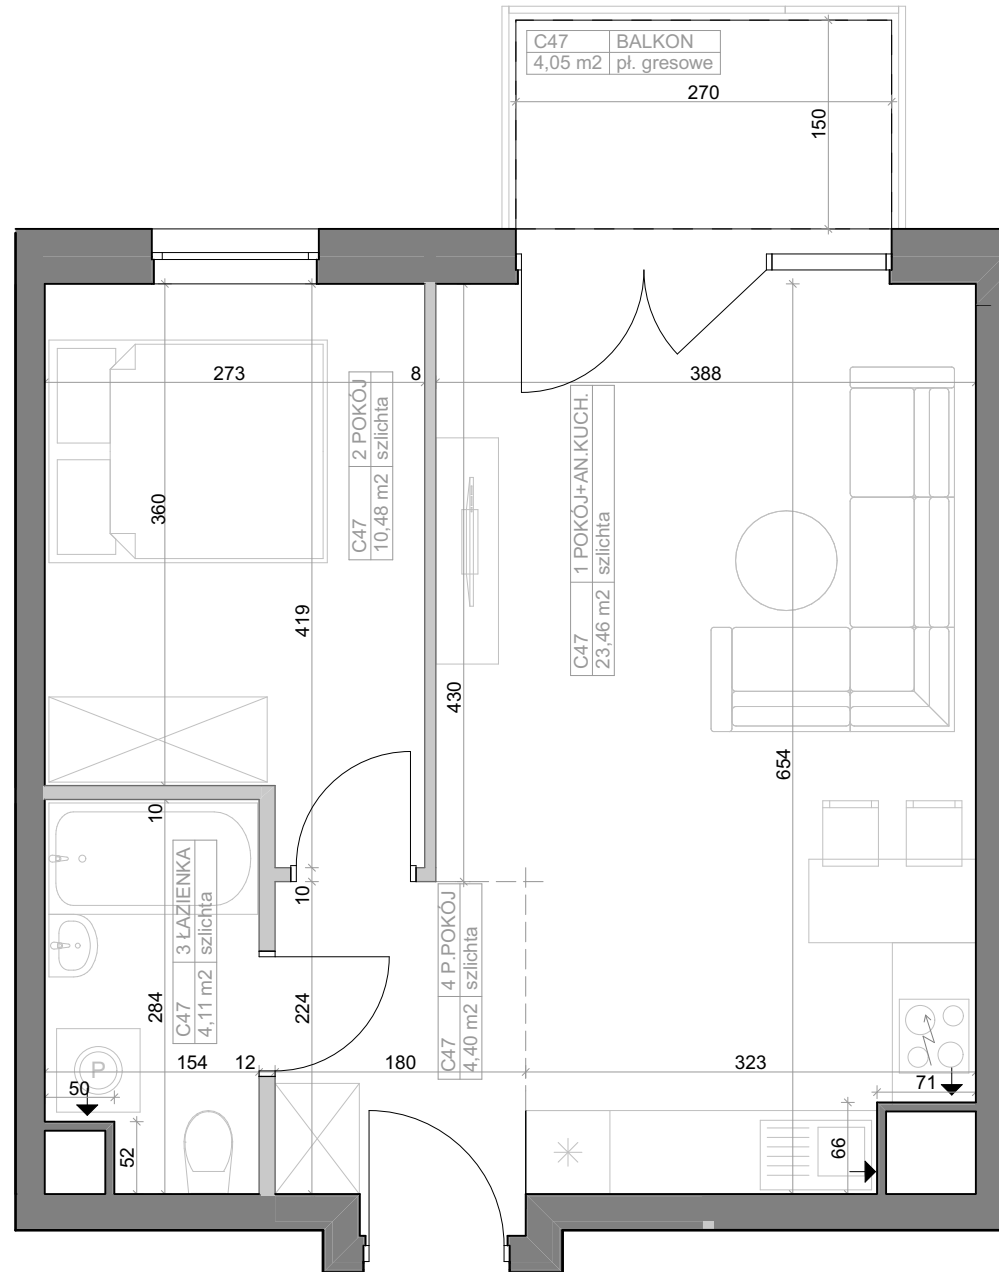 C47 BALKON
4,05 m2 pł. gresowe
270
150
273
8
388
C47 2 POKÓJ
10,48 m2 szlichta
C47 1 POKÓJ+AN.KUCH.
23,46 m2 szlichta
360
419
430
654
10
C47 3 ŁAZIENKA
4,11 m2 szlichta
10
C47 4 P.POKÓJ
4,40 m2 szlichta
284
224
154
12
180
323
P
50
71
52
66